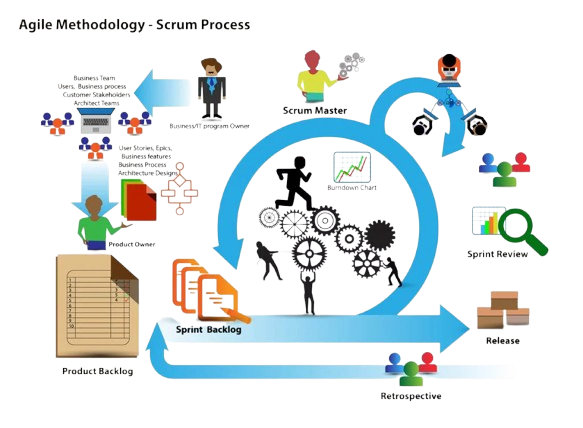 Agile Methodology - Scrum Process
Business Team
Users, Business process
Customer Stakeholders
Architect Teams
Business/IT program Owner
Scrum Master
User Stories, Epics,
Business features
Business Process
Architecture Design
Burndown Chart
Product Owner
Sprint Review
Sprint Backlog
Release
Product Backlog
Retrospective